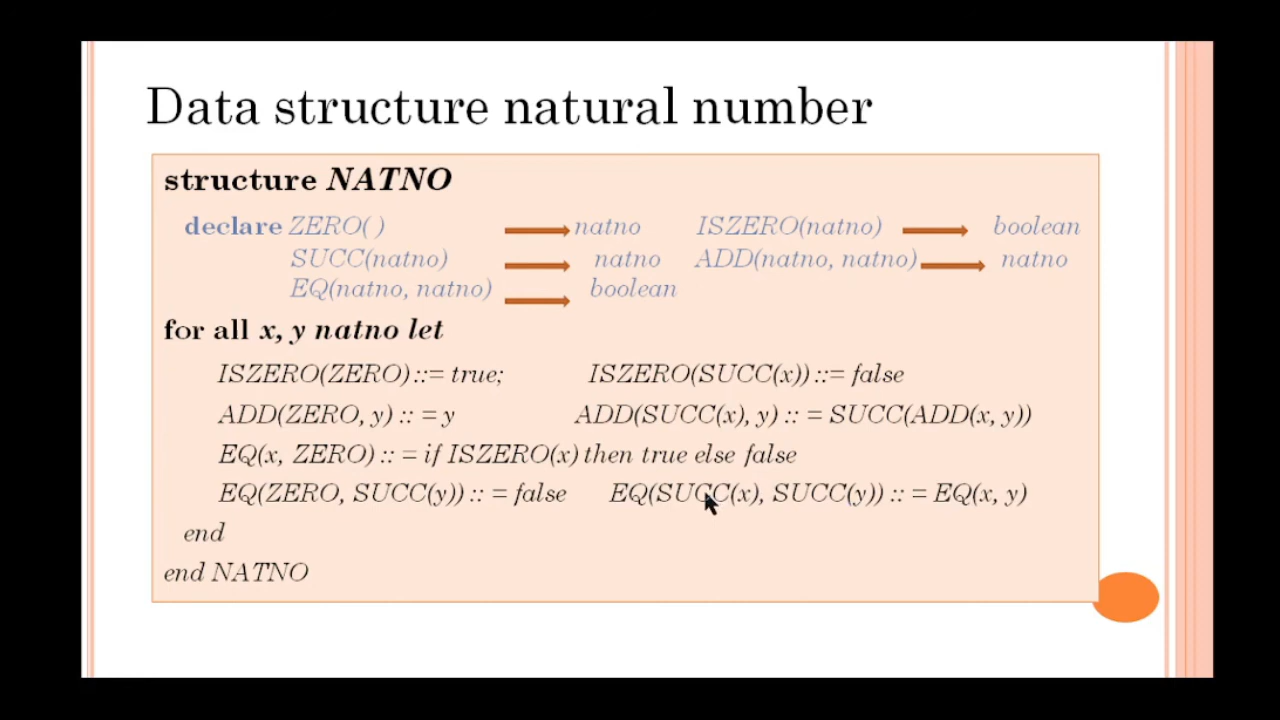 Data structure natural number
structure NATNO
declare ZERO( ) natno ISZERO(natno) boolean
SUCC(natno) natno ADD(natno, natno) natno
EQ(natno, natno) boolean
for all x, y natno let
ISZERO(ZERO) ::= true; ISZERO(SUCC(x)) ::= false
ADD(ZERO, y) :: = y ADD(SUCC(x), y) :: = SUCC(ADD(x, y))
EQ(x, ZERO) :: = if ISZERO(x) then true else false
EQ(ZERO, SUCC(y)) :: = false EQ(SUCC(x), SUCC(y)) :: = EQ(x, y)
end
end NATNO